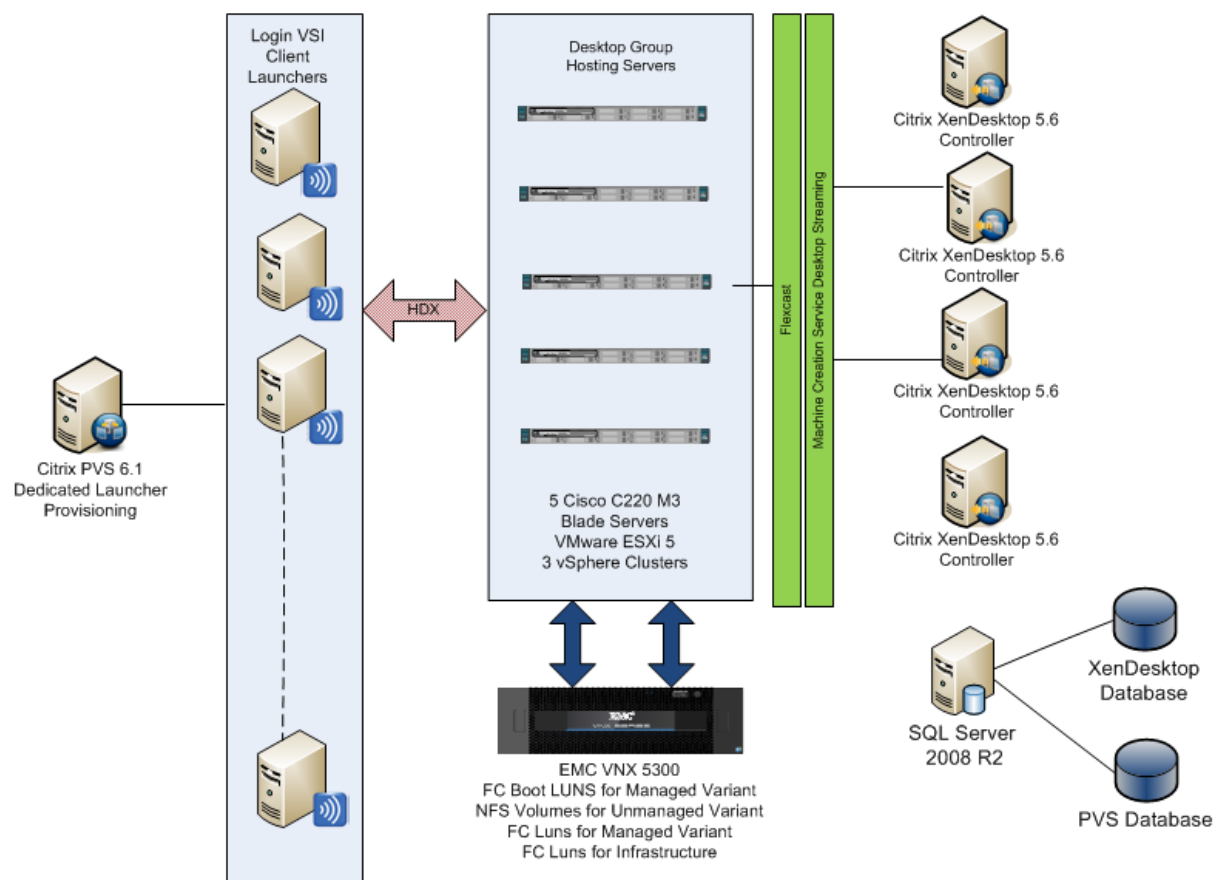 Login VSI
Client
Launchers
Desktop Group
Hosting Servers
Citrix XenDesktop 5.6
Controller
Citrix XenDesktop 5.6
Controller
HDX
Flexcast
Machine Creation Service Desktop Streaming
Citrix XenDesktop 5.6
Controller
Citrix PVS 6.1
Dedicated Launcher
Provisioning
5 Cisco C220 M3
Blade Servers
VMware ESXi 5
3 vSphere Clusters
Citrix XenDesktop 5.6
Controller
XenDesktop
Database
SQL Server
2008 R2
PVS Database
EMC²
VNX SERIES
EMC VNX 5300
FC Boot LUNS for Managed Variant
NFS Volumes for Unmanaged Variant
FC Luns for Managed Variant
FC Luns for Infrastructure